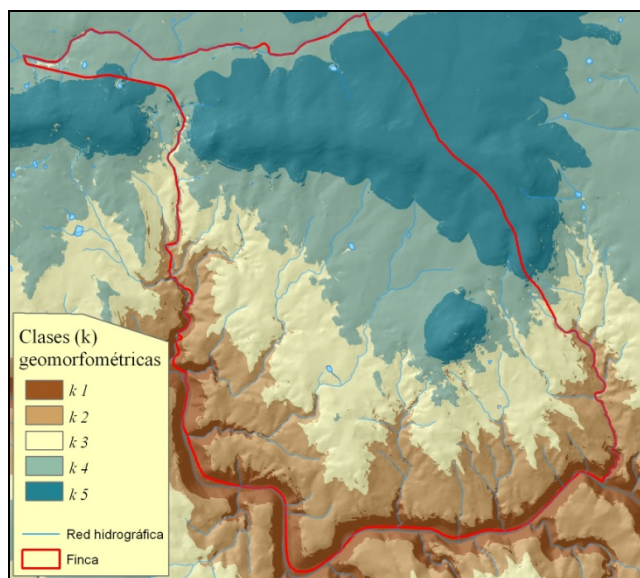 Clases (k)
geomorfométricas
k 1
k 2
k 3
k 4
k 5
Red hidrográfica
Finca